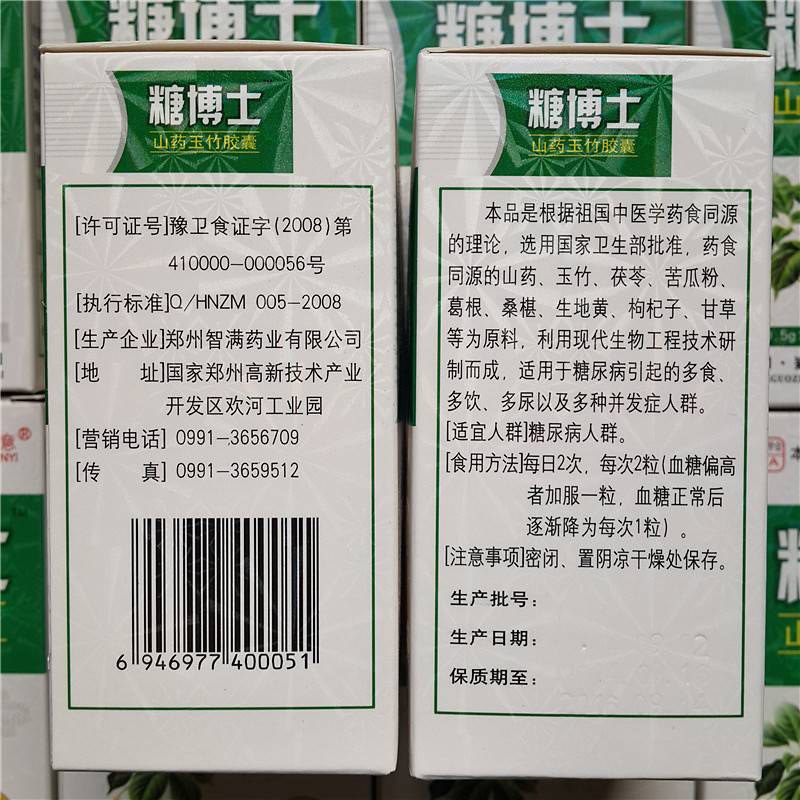 糖博士
山药玉竹胶囊
[许可证号]豫卫食证字(2008)第
410000-000056号
[执行标准]Q/HNZM 005-2008
[生产企业]郑州智满药业有限公司
[地 址]国家郑州高新技术产业
开发区欢河工业园
[营销电话] 0991-3656709
[传 真] 0991-3659512
6 946977 400051
糖博士
山药玉竹胶囊
本品是根据祖国中医学药食同源
的理论，选用国家卫生部批准，药食
同源的山药、玉竹、茯苓、苦瓜粉、
葛根、桑椹、生地黄、枸杞子、甘草
等为原料，利用现代生物工程技术研
制而成，适用于糖尿病引起的多食、
多饮、多尿以及多种并发症人群。
[适宜人群]糖尿病人群。
[食用方法]每日2次，每次2粒(血糖偏高
者加服一粒，血糖正常后
逐渐降为每次1粒)。
[注意事项]密闭、置阴凉干燥处保存。
生产批号：
生产日期：
保质期至：
糖博士